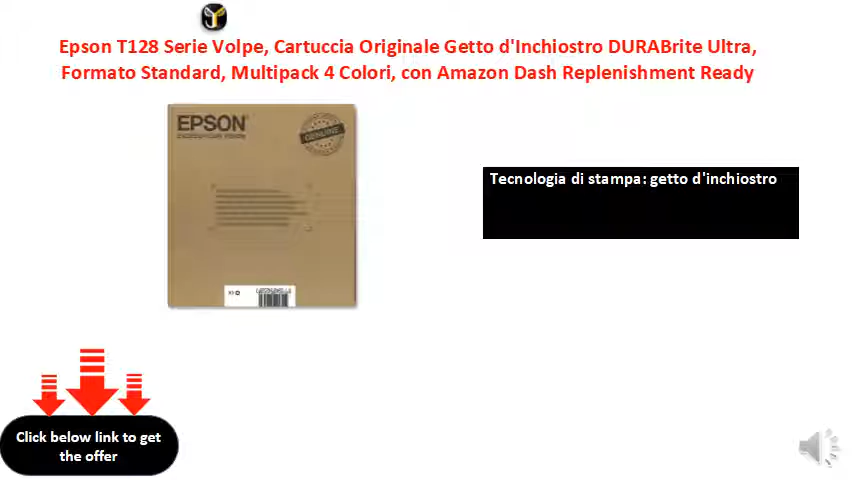 Epson T128 Serie Volpe, Cartuccia Originale Getto d'Inchiostro DURABrite Ultra,
Formato Standard, Multipack 4 Colori, con Amazon Dash Replenishment Ready
EPSON
GENUINE
Tecnologia di stampa: getto d'inchiostro
Click below link to get
the offer